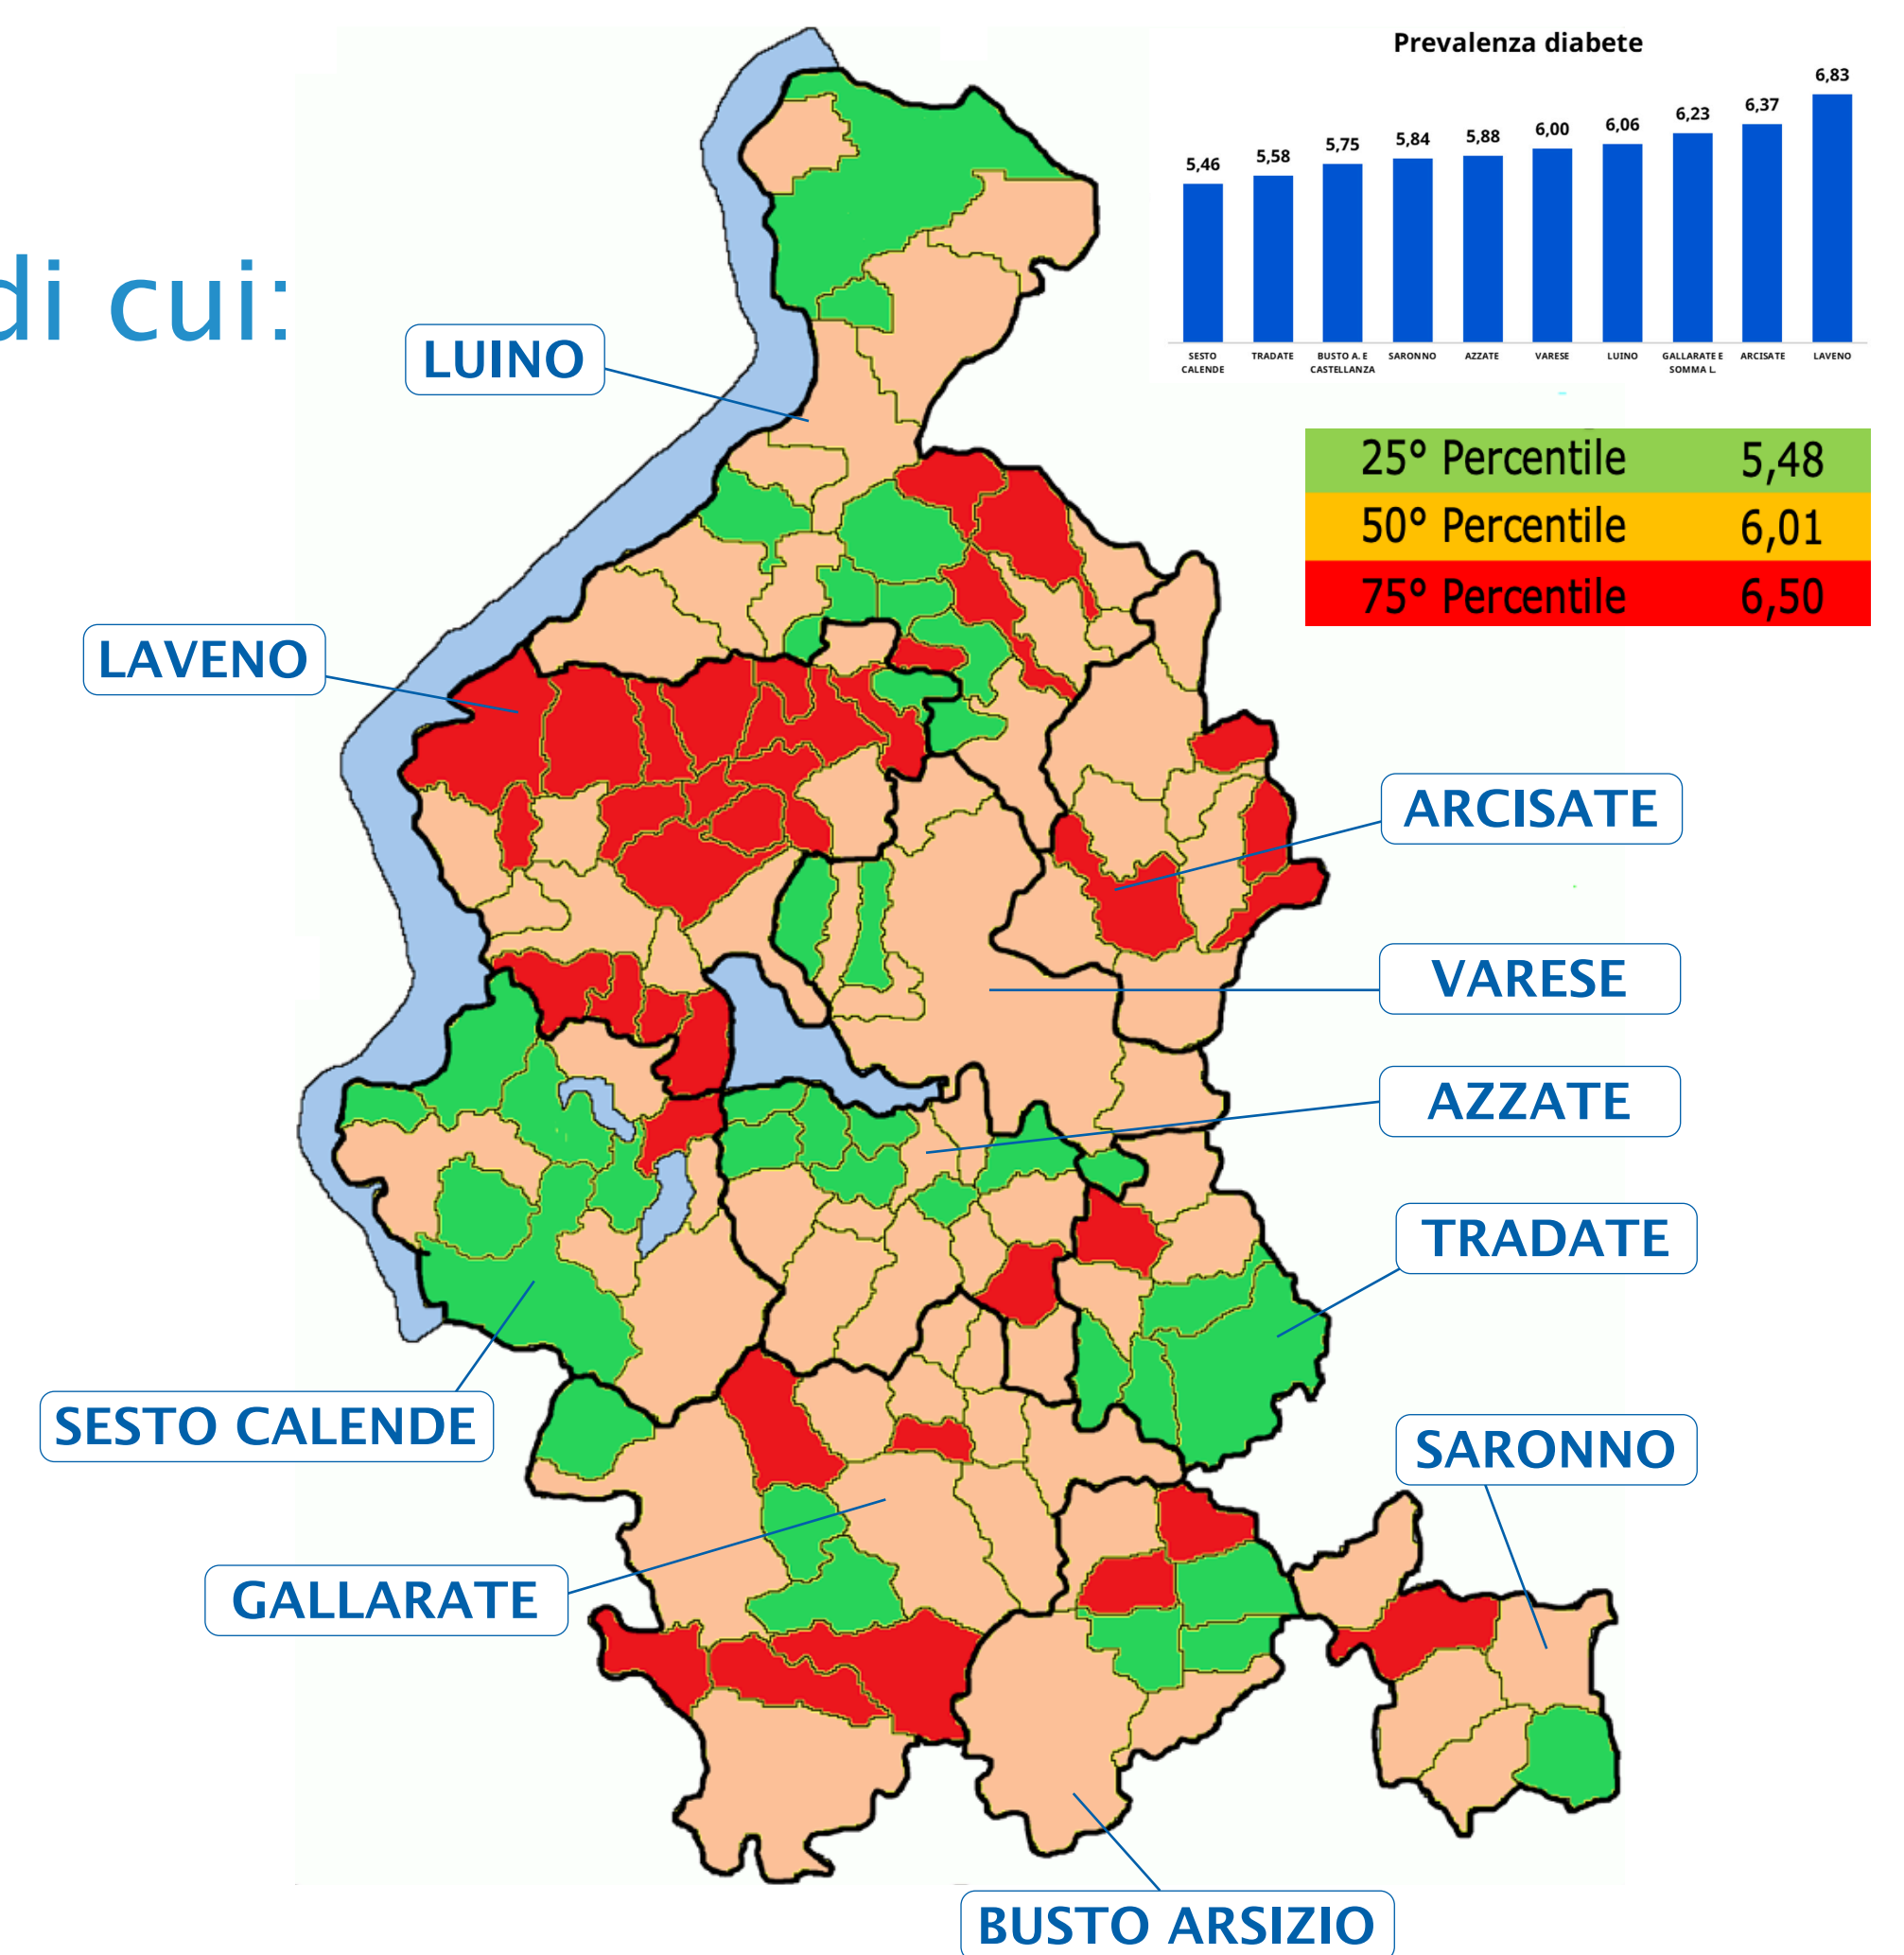 di cui:
Prevalenza diabete
5,46
5,58
5,75
5,84
5,88
6,00
6,06
6,23
6,37
6,83
SESTO
CALENDE
TRADATE
BUSTO A. E
CASTELLANZA
SARONNO
AZZATE
VARESE
LUINO
GALLARATE E
SOMMA L.
ARCISATE
LAVENO
25° Percentile 5,48
50° Percentile 6,01
75° Percentile 6,50
LUINO
LAVENO
ARCISATE
VARESE
AZZATE
TRADATE
SESTO CALENDE
SARONNO
GALLARATE
BUSTO ARSIZIO